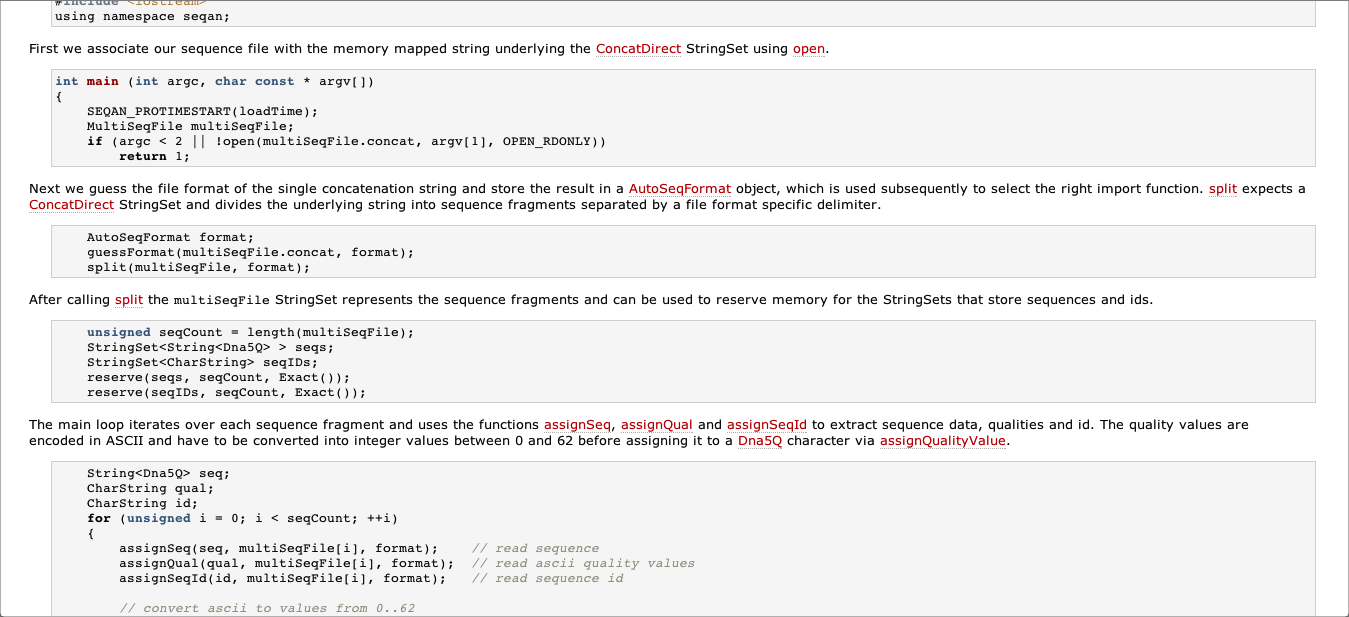 #include <iostream>
using namespace seqan;
First we associate our sequence file with the memory mapped string underlying the ConcatDirect StringSet using open.
int main (int argc, char const * argv[])
{
    SEQAN_PROTIMESTART(loadTime);
    MultiSeqFile multiSeqFile;
    if (argc < 2 || !open(multiSeqFile.concat, argv[1], OPEN_RDONLY))
        return 1;
Next we guess the file format of the single concatenation string and store the result in a AutoSeqFormat object, which is used subsequently to select the right import function. split expects a
ConcatDirect StringSet and divides the underlying string into sequence fragments separated by a file format specific delimiter.
    AutoSeqFormat format;
    guessFormat(multiSeqFile.concat, format);
    split(multiSeqFile, format);
After calling split the multiSeqFile StringSet represents the sequence fragments and can be used to reserve memory for the StringSets that store sequences and ids.
    unsigned seqCount = length(multiSeqFile);
    StringSet<String<Dna5Q> > seqs;
    StringSet<CharString> seqIDs;
    reserve(seqs, seqCount, Exact());
    reserve(seqIDs, seqCount, Exact());
The main loop iterates over each sequence fragment and uses the functions assignSeq, assignQual and assignSeqId to extract sequence data, qualities and id. The quality values are
encoded in ASCII and have to be converted into integer values between 0 and 62 before assigning it to a Dna5Q character via assignQualityValue.
    String<Dna5Q> seq;
    CharString qual;
    CharString id;
    for (unsigned i = 0; i < seqCount; ++i)
    {
        assignSeq(seq, multiSeqFile[i], format);    // read sequence
        assignQual(qual, multiSeqFile[i], format);  // read ascii quality values
        assignSeqId(id, multiSeqFile[i], format);   // read sequence id
        // convert ascii to values from 0..62